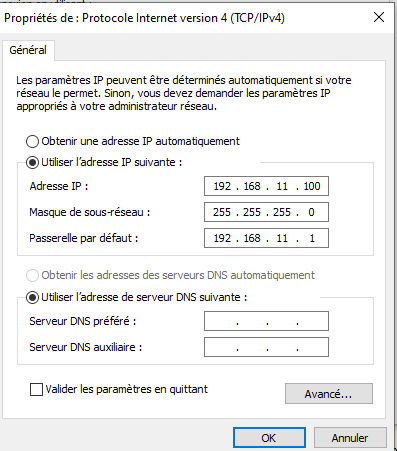 Propriétés de : Protocole Internet version 4 (TCP/IPv4)
Général
Les paramètres IP peuvent être déterminés automatiquement si votre
réseau le permet. Sinon, vous devez demander les paramètres IP
appropriés à votre administrateur réseau.
Obtenir une adresse IP automatiquement
Utiliser l'adresse IP suivante :
Adresse IP : 192 . 168 . 11 . 100
Masque de sous-réseau : 255 . 255 . 255 . 0
Passerelle par défaut : 192 . 168 . 11 . 1
Obtenir les adresses des serveurs DNS automatiquement
Utiliser l'adresse de serveur DNS suivante :
Serveur DNS préféré : . . .
Serveur DNS auxiliaire : . . .
Valider les paramètres en quittant
Avancé...
OK Annuler